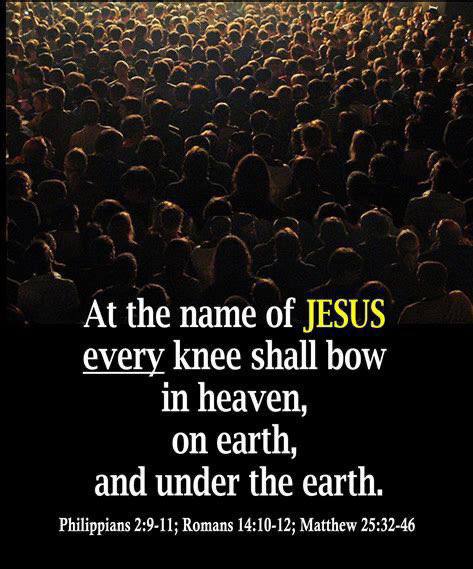 At the name of JESUS
every knee shall bow
in heaven,
on earth,
and under the earth.
Philippians 2:9-11; Romans 14:10-12; Matthew 25:32-46